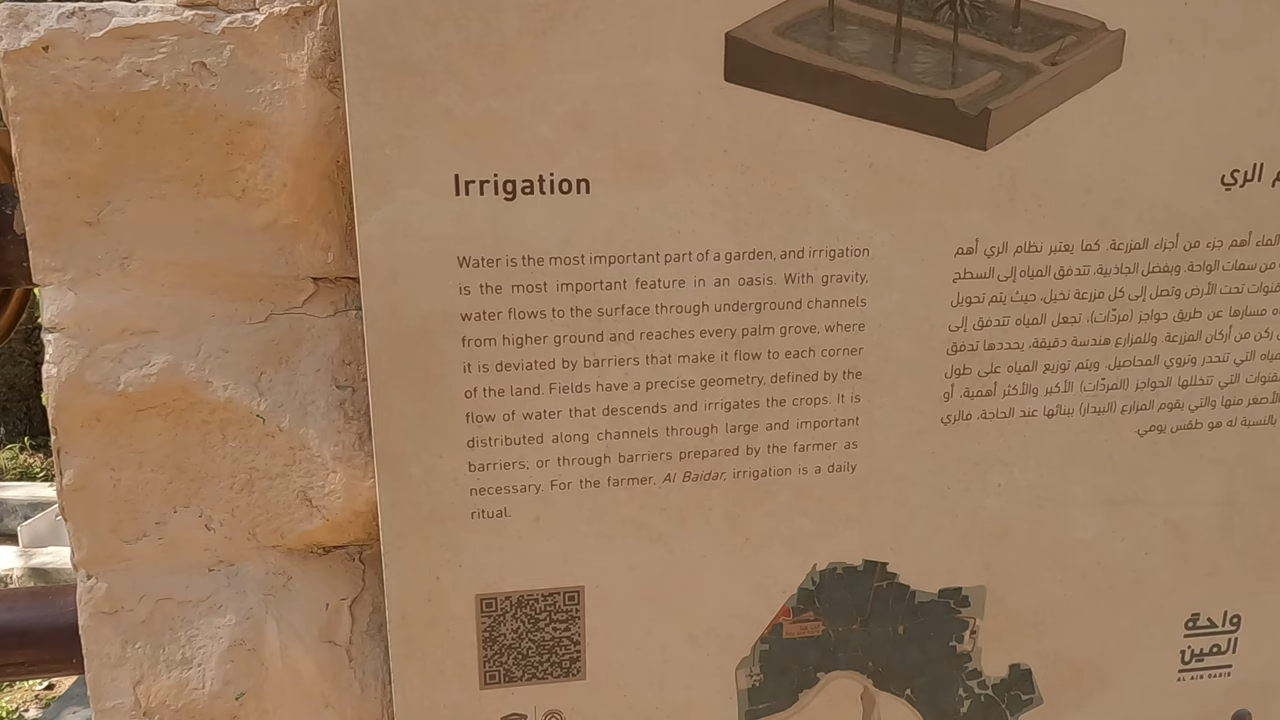 Irrigation
Water is the most important part of a garden, and irrigation
is the most important feature in an oasis. With gravity,
water flows to the surface through underground channels
from higher ground and reaches every palm grove, where
it is deviated by barriers that make it flow to each corner
of the land. Fields have a precise geometry, defined by the
flow of water that descends and irrigates the crops. It is
distributed along channels through large and important
barriers; or through barriers prepared by the farmer as
necessary. For the farmer, Al Baidar, irrigation is a daily
ritual.
الري
الماء أهم جزء من أجزاء المزرعة. كما يعتبر نظام الري أهم
من سمات الواحة. وبفضل الجاذبية، تتدفق المياه إلى السطح
تحت الأرض وتصل إلى كل مزرعة نخيل، حيث يتم تحويل
مسارها عن طريق حواجز (مردّات)، تجعل المياه تتدفق إلى
ركن من أركان المزرعة. وللمزارع هندسة دقيقة، يحددها تدفق
التي تنحدر وتروي المحاصيل. ويتم توزيع المياه على طول
التي تتخللها الحواجز (المردّات) الأكبر والأكثر أهمية، أو
الأصغر منها والتي يقوم المزارع (البيدار) ببنائها عند الحاجة. فالري
بالنسبة له هو طقس يومي.
واحة
العين
AL AIN OASIS